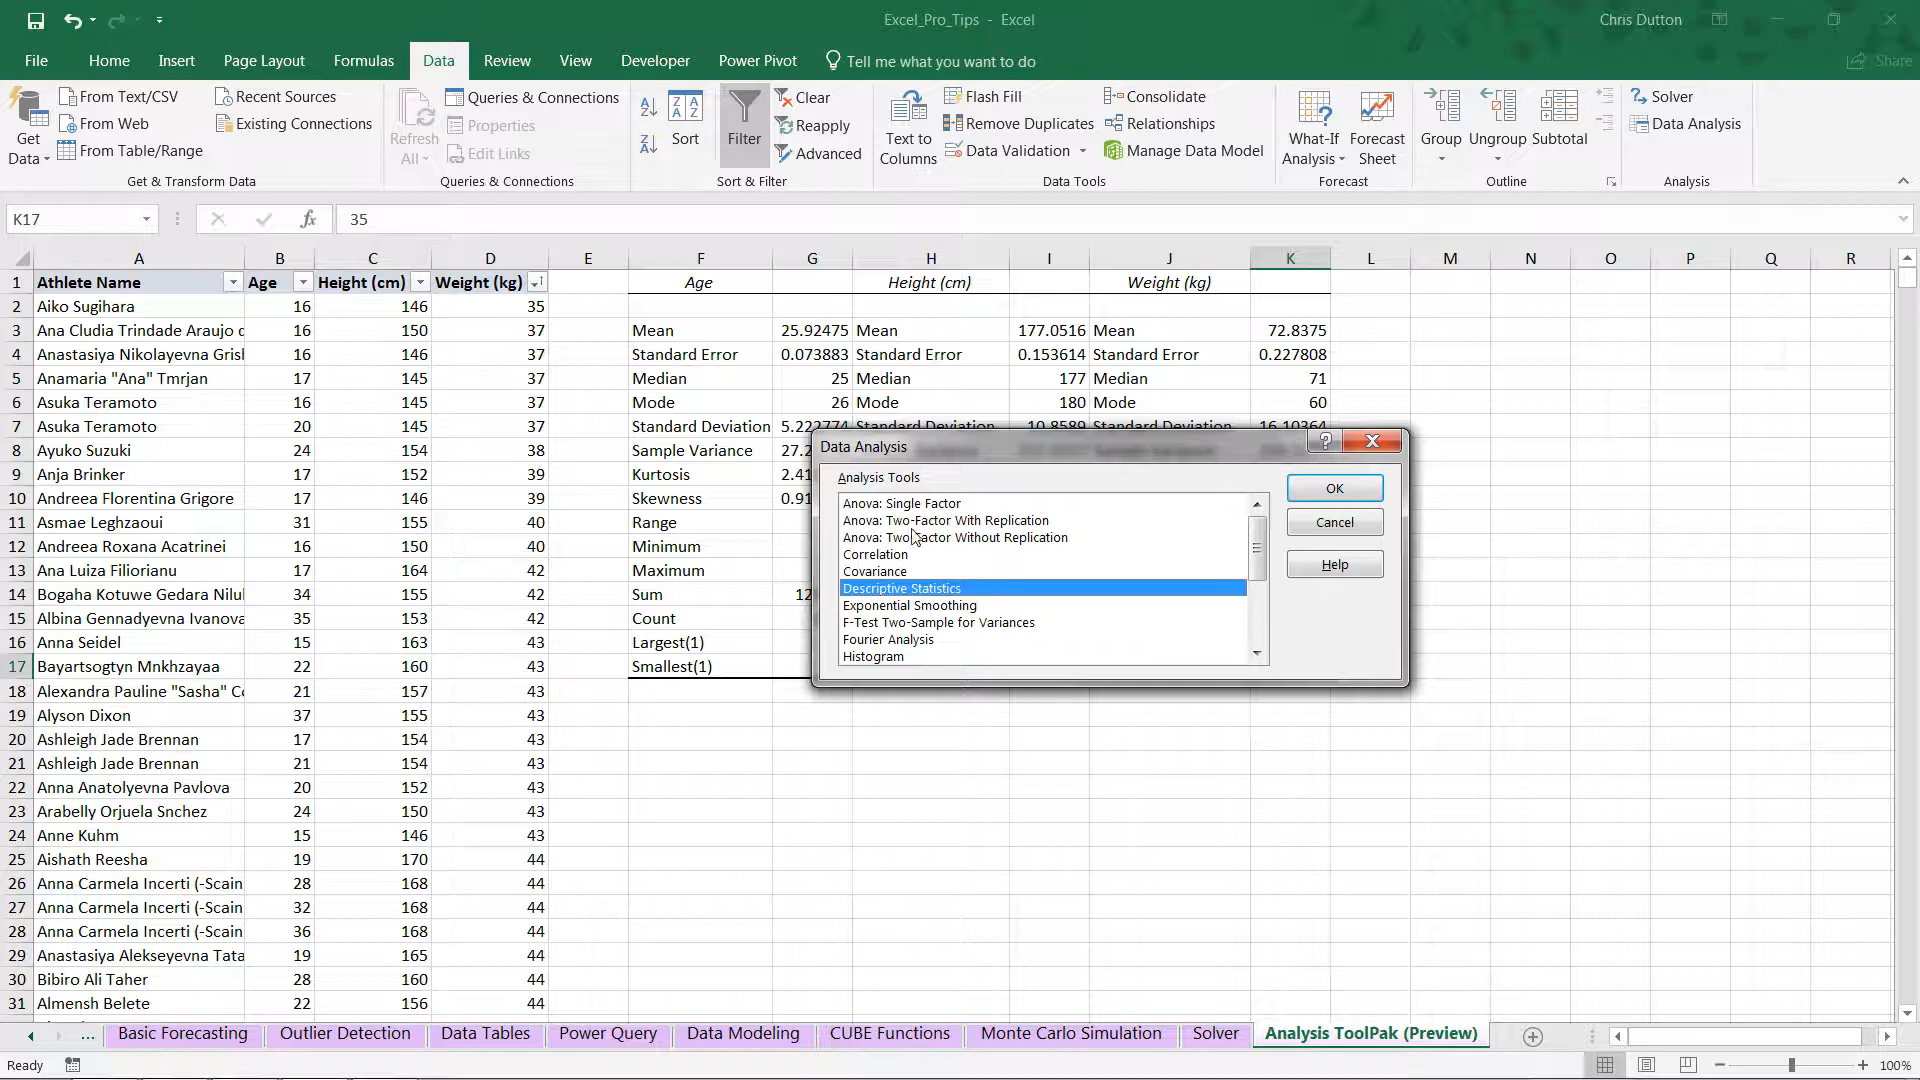 Excel_Pro_Tips - Excel
Chris Dutton
File Home Insert Page Layout Formulas Data Review View Developer Power Pivot Tell me what you want to do
Share
Get Data
From Text/CSV
From Web
From Table/Range
Recent Sources
Existing Connections
Get & Transform Data
Refresh All
Queries & Connections
Properties
Edit Links
Queries & Connections
Sort
Filter
Clear
Reapply
Advanced
Sort & Filter
Text to Columns
Flash Fill
Remove Duplicates
Data Validation
Consolidate
Relationships
Manage Data Model
Data Tools
What-If Analysis
Forecast Sheet
Forecast
Group
Ungroup
Subtotal
Outline
Solver
Data Analysis
Analysis
K17 fx 35
A B C D E F G H I J K L M N O P Q R
1 Athlete Name Age Height (cm) Weight (kg) Age Height (cm) Weight (kg)
2 Aiko Sugihara 16 146 35
3 Ana Cludia Trindade Araujo 16 150 37 Mean 25.92475 Mean 177.0516 Mean 72.8375
4 Anastasiya Nikolayevna 16 146 37 Standard Error 0.073883 Standard Error 0.153614 Standard Error 0.227808
5 Anamaria "Ana" Tmrjan 17 145 37 Median 25 Median 177 Median 71
6 Asuka Teramoto 16 145 37 Mode 26 Mode 180 Mode 60
7 Asuka Teramoto 20 145 37 Standard Deviation 5.222774 Standard Deviation 10.8589 Standard Deviation 16.10364
8 Ayuko Suzuki 24 154 38 Sample Variance 27.2
9 Anja Brinker 17 152 39 Kurtosis 2.41
10 Andreea Florentina Grigore 17 146 39 Skewness 0.91
11 Asmae Leghzaoui 31 155 40 Range
12 Andreea Roxana Acatrinei 16 150 40 Minimum
13 Ana Luiza Filiorianu 17 164 42 Maximum
14 Bogaha Kotuwe Gedara 34 155 42 Sum 12
15 Albina Gennadyevna Ivanova 35 153 42 Count
16 Anna Seidel 15 163 43 Largest(1)
17 Bayartsogtyn Mnkhzayaa 22 160 43 Smallest(1)
18 Alexandra Pauline "Sasha" 21 157 43
19 Alyson Dixon 37 155 43
20 Ashleigh Jade Brennan 17 154 43
21 Ashleigh Jade Brennan 21 154 43
22 Anna Anatolyevna Pavlova 20 152 43
23 Arabelly Orjuela Snchez 24 150 43
24 Anne Kuhm 15 146 43
25 Aishath Reesha 19 170 44
26 Anna Carmela Incerti (-Scain 28 168 44
27 Anna Carmela Incerti (-Scain 32 168 44
28 Anna Carmela Incerti (-Scain 36 168 44
29 Anastasiya Alekseyevna Tata 19 165 44
30 Bibiro Ali Taher 28 160 44
31 Almensh Belete 22 156 44
Data Analysis
Analysis Tools
Anova: Single Factor
Anova: Two-Factor With Replication
Anova: Two-Factor Without Replication
Correlation
Covariance
Descriptive Statistics
Exponential Smoothing
F-Test Two-Sample for Variances
Fourier Analysis
Histogram
OK
Cancel
Help
... Basic Forecasting Outlier Detection Data Tables Power Query Data Modeling CUBE Functions Monte Carlo Simulation Solver Analysis ToolPak (Preview)
Ready
100%